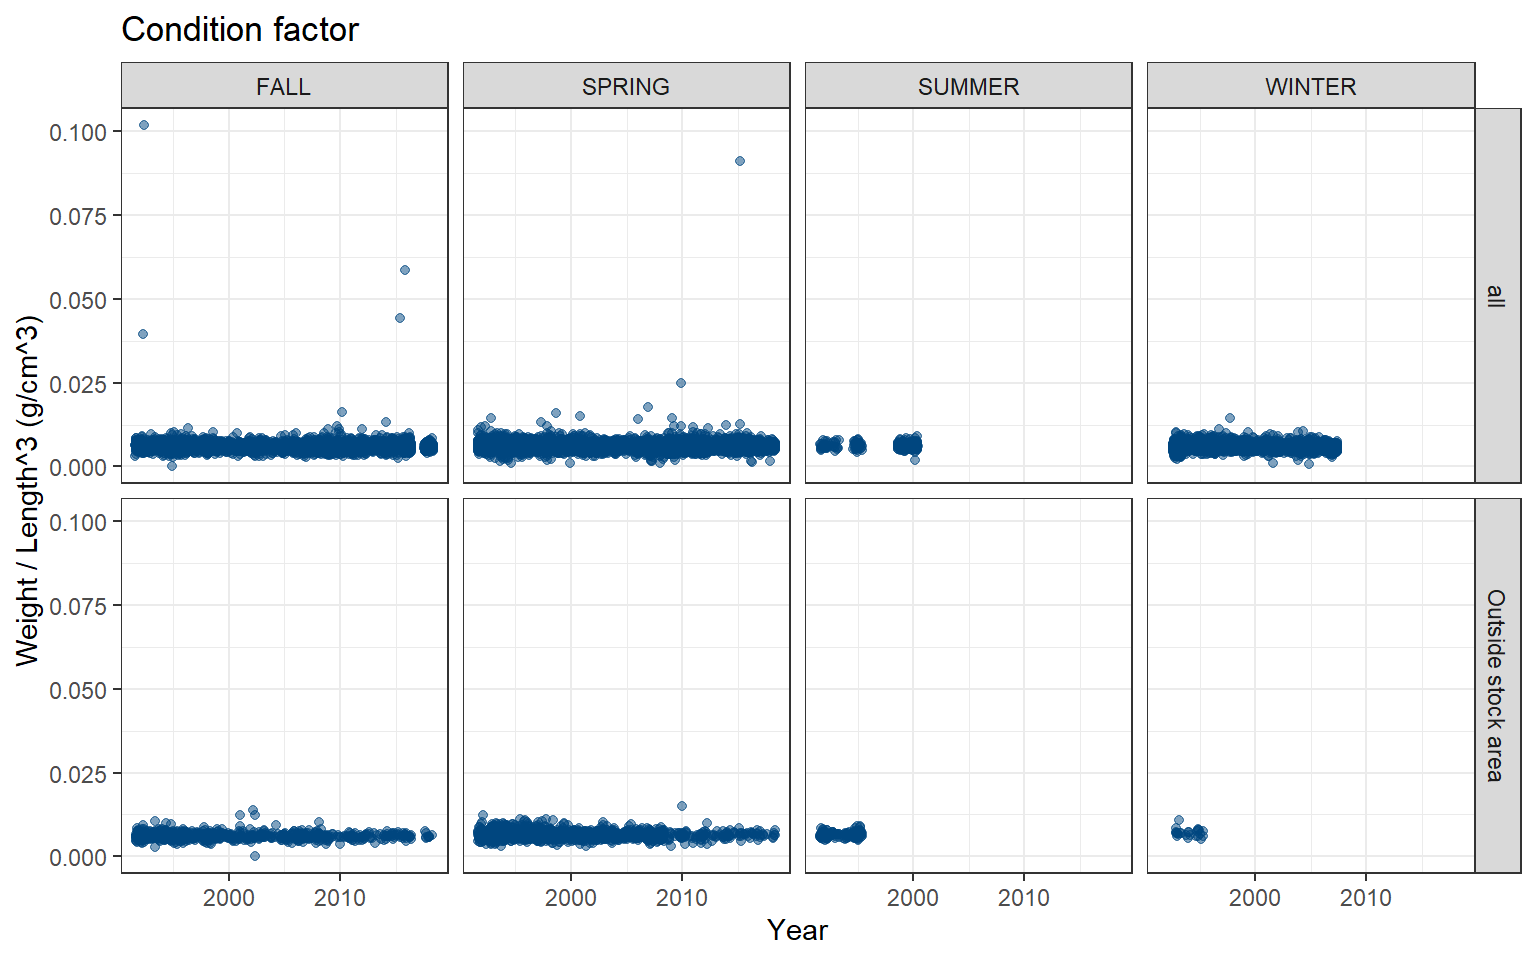 Condition factor
FALL
SPRING
SUMMER
WINTER
0.100
0.075
0.050
0.025
0.000
all
0.100
0.075
0.050
0.025
0.000
Outside stock area
Weight / Length^3 (g/cm^3)
2000
2010
2000
2010
2000
2010
2000
2010
Year